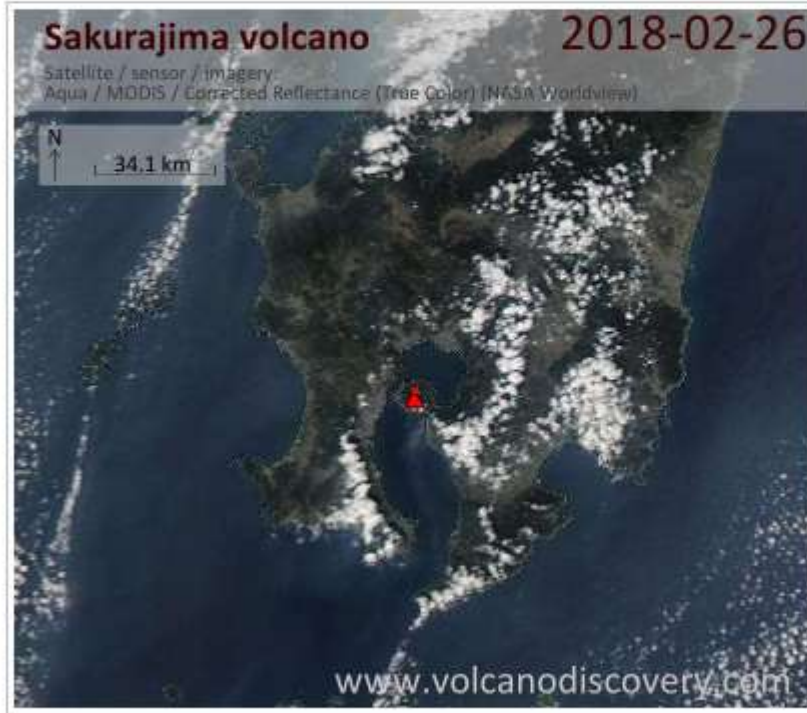 Sakurajima volcano 2018-02-26
Satellite / sensor / imagery:
Aqua / MODIS / Corrected Reflectance (True Color) (NASA Worldview)
N
34.1 km
www.volcanodiscovery.com